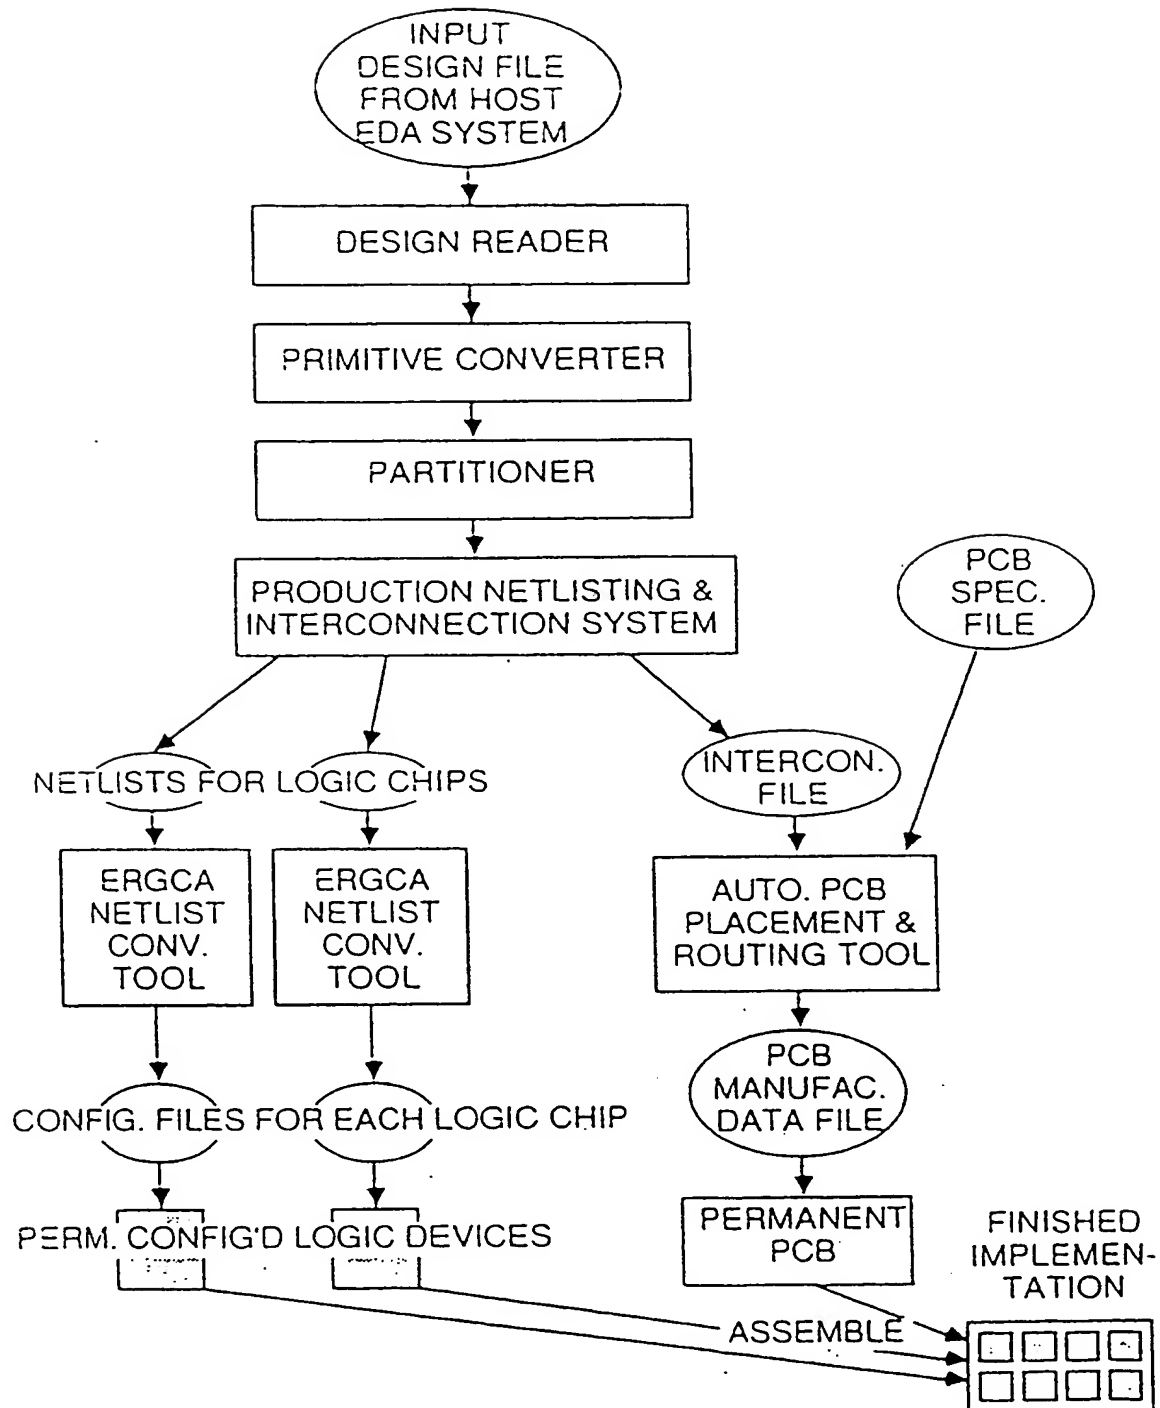 INPUT
DESIGN FILE
FROM HOST
EDA SYSTEM
DESIGN READER
PRIMITIVE CONVERTER
PARTITIONER
PRODUCTION NETLISTING &
INTERCONNECTION SYSTEM
PCB
SPEC.
FILE
NETLISTS FOR LOGIC CHIPS
INTERCON.
FILE
ERGCA
NETLIST
CONV.
TOOL
ERGCA
NETLIST
CONV.
TOOL
AUTO. PCB
PLACEMENT &
ROUTING TOOL
CONFIG. FILES FOR EACH LOGIC CHIP
PCB
MANUFAC.
DATA FILE
PERM. CONFIG'D LOGIC DEVICES
PERMANENT
PCB
FINISHED
IMPLEMEN-
TATION
ASSEMBLE